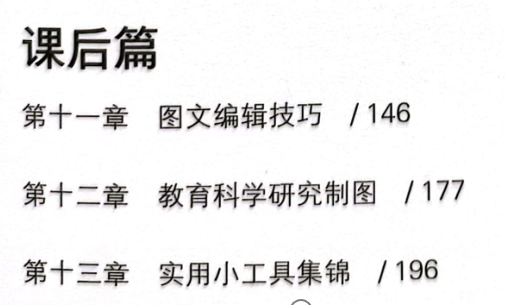 课后篇
第十一章 图文编辑技巧 / 146
第十二章 教育科学研究制图 / 177
第十三章 实用小工具集锦 / 196